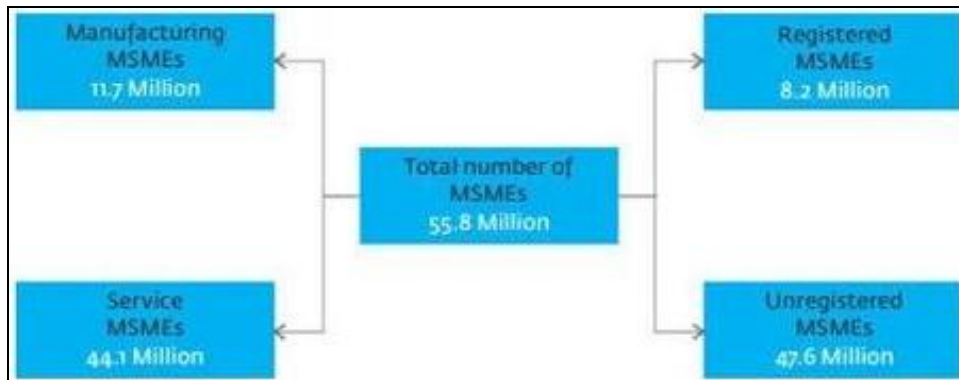 Manufacturing
MSMEs
11.7 Million
Registered
MSMEs
8.2 Million
Total number of
MSMEs
55.8 Million
Service
MSMEs
44.1 Million
Unregistered
MSMEs
47.6 Million